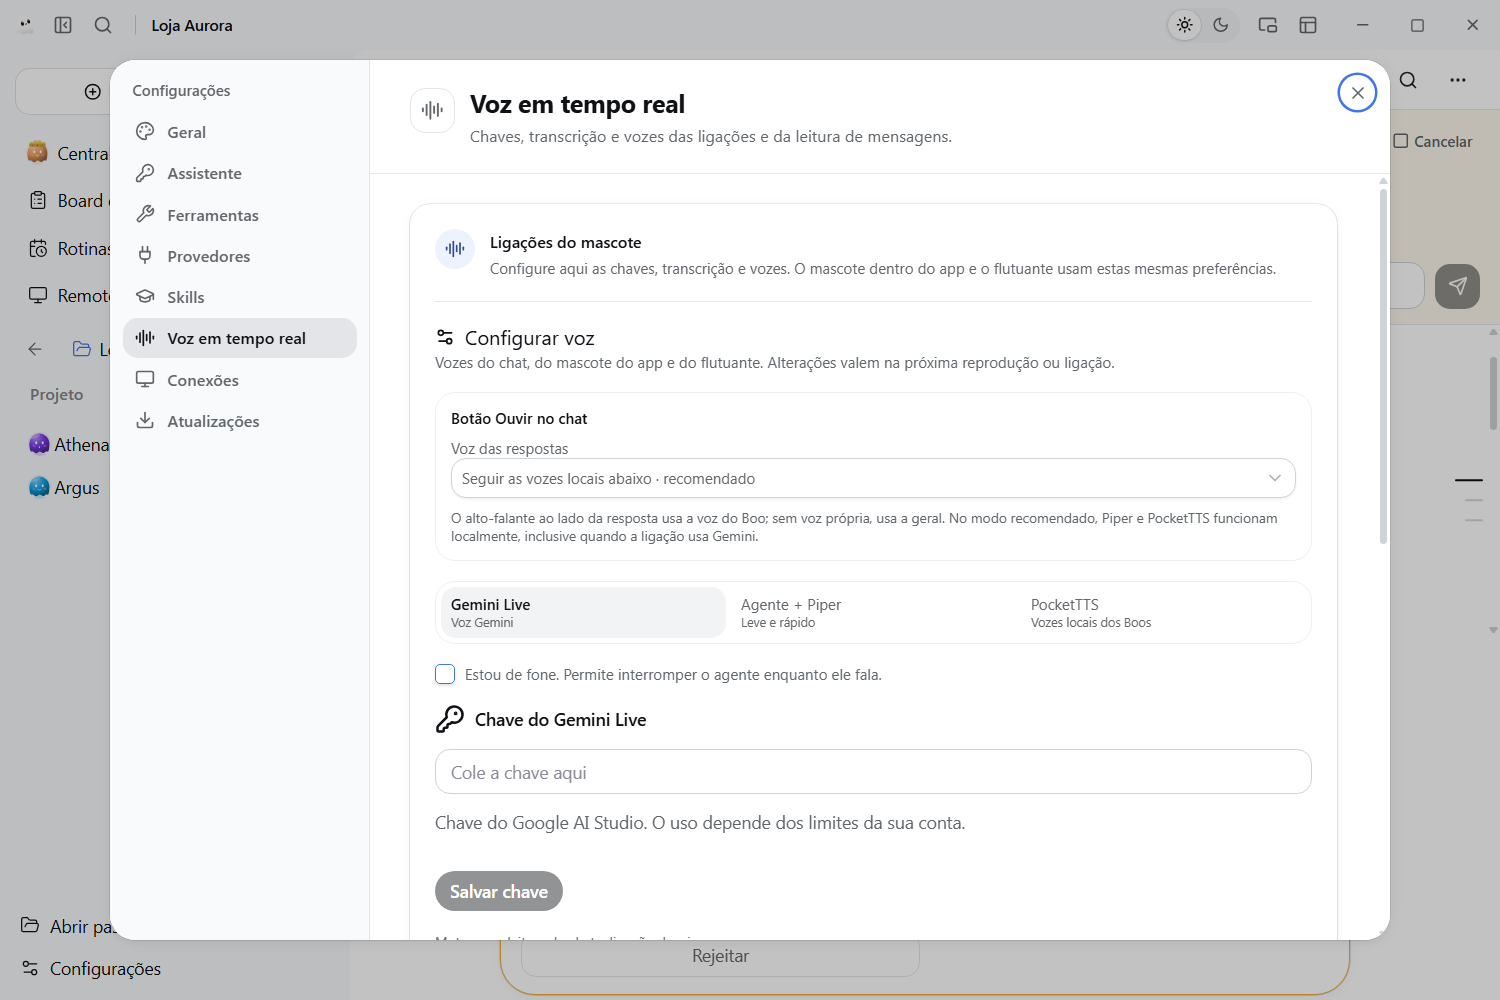 Loja Aurora
Configurações
Geral
Assistente
Ferramentas
Provedores
Skills
Voz em tempo real
Conexões
Atualizações
Board
Rotinas
Projeto
Athena
Argus
Configurações
Voz em tempo real
Chaves, transcrição e vozes das ligações e da leitura de mensagens.
Ligações do mascote
Configure aqui as chaves, transcrição e vozes. O mascote dentro do app e o flutuante usam estas mesmas preferências.
Configurar voz
Vozes do chat, do mascote do app e do flutuante. Alterações valem na próxima reprodução ou ligação.
Botão Ouvir no chat
Voz das respostas
Seguir as vozes locais abaixo · recomendado
O alto-falante ao lado da resposta usa a voz do Boo; sem voz própria, usa a geral. No modo recomendado, Piper e PocketTTS funcionam
localmente, inclusive quando a ligação usa Gemini.
Gemini Live
Voz Gemini
Agente + Piper
Leve e rápido
PocketTTS
Vozes locais dos Boos
Estou de fone. Permite interromper o agente enquanto ele fala.
Chave do Gemini Live
Cole a chave aqui
Chave do Google AI Studio. O uso depende dos limites da sua conta.
Salvar chave
Cancelar
Abrir
Rejeitar